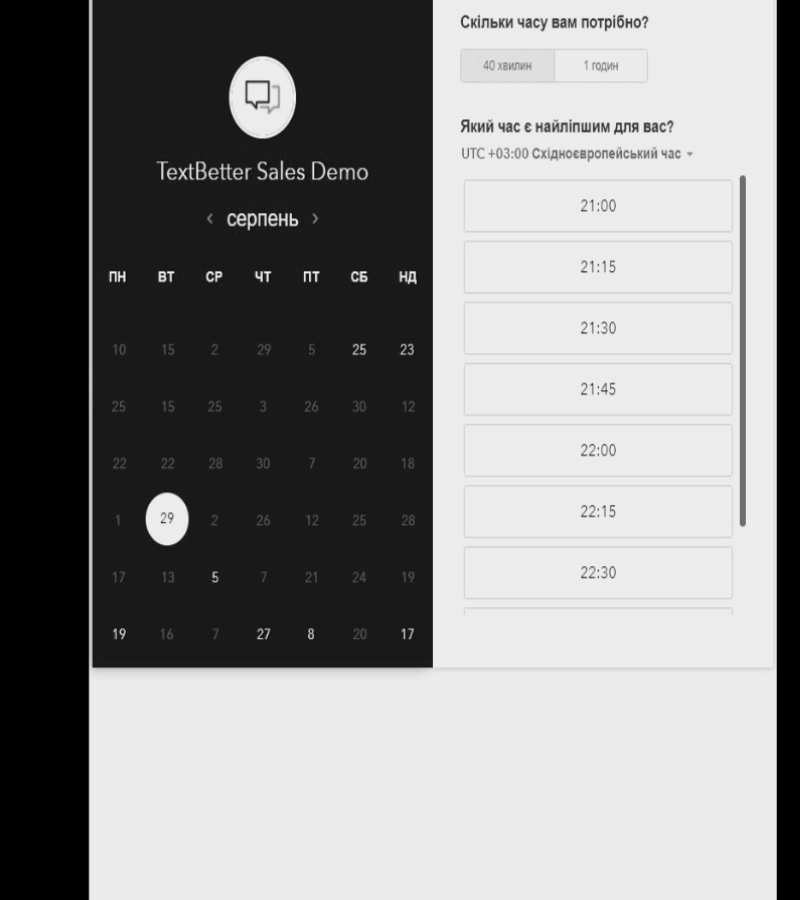 TextBetter Sales Demo
‹ серпень ›
ПН ВТ СР ЧТ ПТ СБ НД
10 15 2 29 5 25 23
25 15 25 3 26 30 12
22 22 28 30 7 20 18
1 29 2 26 12 25 28
17 13 5 7 21 24 19
19 16 7 27 8 20 17
Скільки часу вам потрібно?
40 хвилин 1 годин
Який час є найліпшим для вас?
UTC +03:00 Східноєвропейський час
21:00
21:15
21:30
21:45
22:00
22:15
22:30